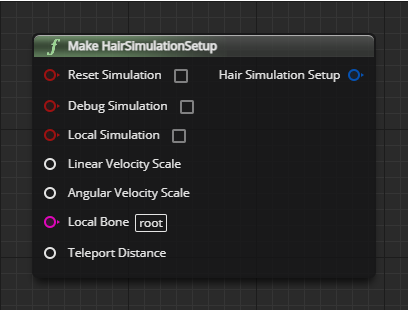 f Make HairSimulationSetup
Reset Simulation Hair Simulation Setup
Debug Simulation
Local Simulation
Linear Velocity Scale
Angular Velocity Scale
Local Bone root
Teleport Distance